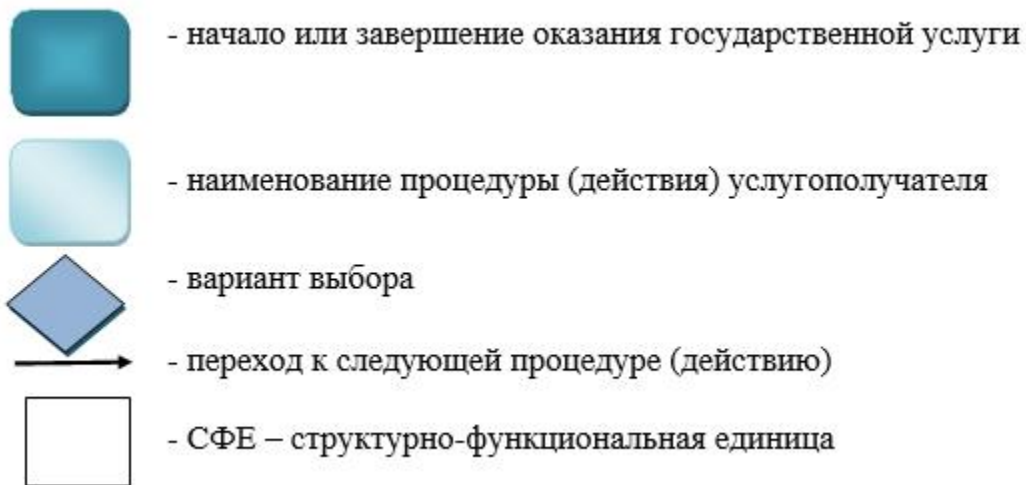 - начало или завершение оказания государственной услуги
- наименование процедуры (действия) услугополучателя
- вариант выбора
- переход к следующей процедуре (действию)
- СФЕ – структурно-функциональная единица